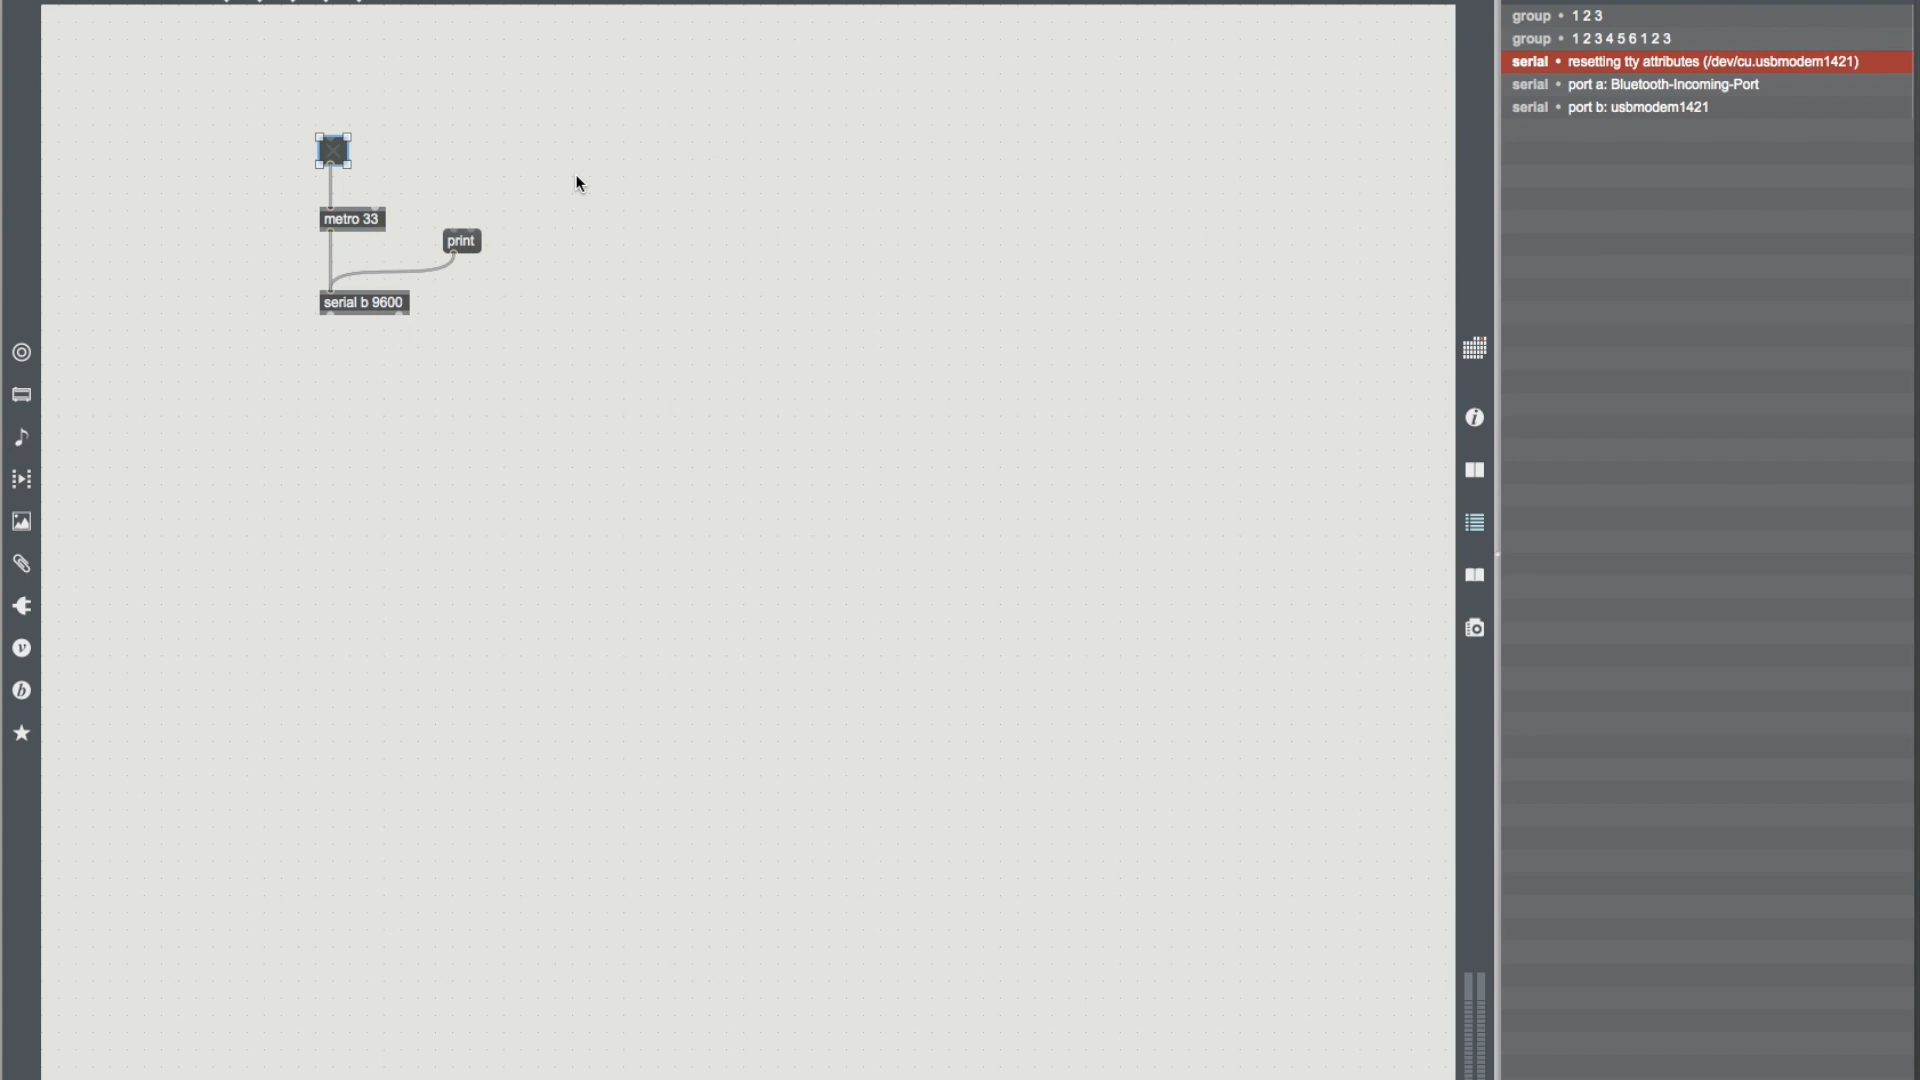 metro 33
print
serial b 9600
group • 1 2 3
group • 1 2 3 4 5 6 1 2 3
serial • resetting tty attributes (/dev/cu.usbmodem1421)
serial • port a: Bluetooth-Incoming-Port
serial • port b: usbmodem1421